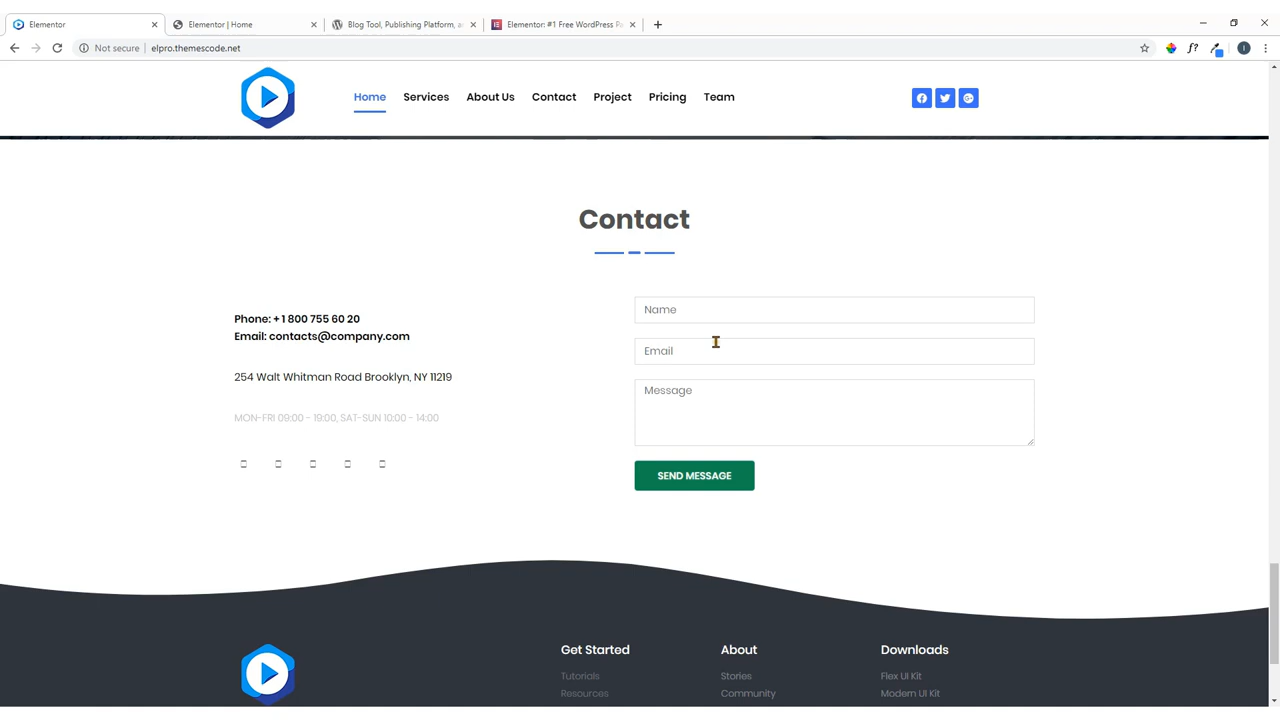 Elementor
Elementor | Home
Blog Tool, Publishing Platform, a
Elementor: #1 Free WordPress Pa
Not secure
elpro.themescode.net
Home
Services
About Us
Contact
Project
Pricing
Team
Contact
Phone: + 1 800 755 60 20
Email: contacts@company.com
254 Walt Whitman Road Brooklyn, NY 11219
MON-FRI 09:00 - 19:00, SAT-SUN 10:00 - 14:00
Name
Email
Message
SEND MESSAGE
Get Started
Tutorials
Resources
About
Stories
Community
Downloads
Flex UI Kit
Modern UI Kit